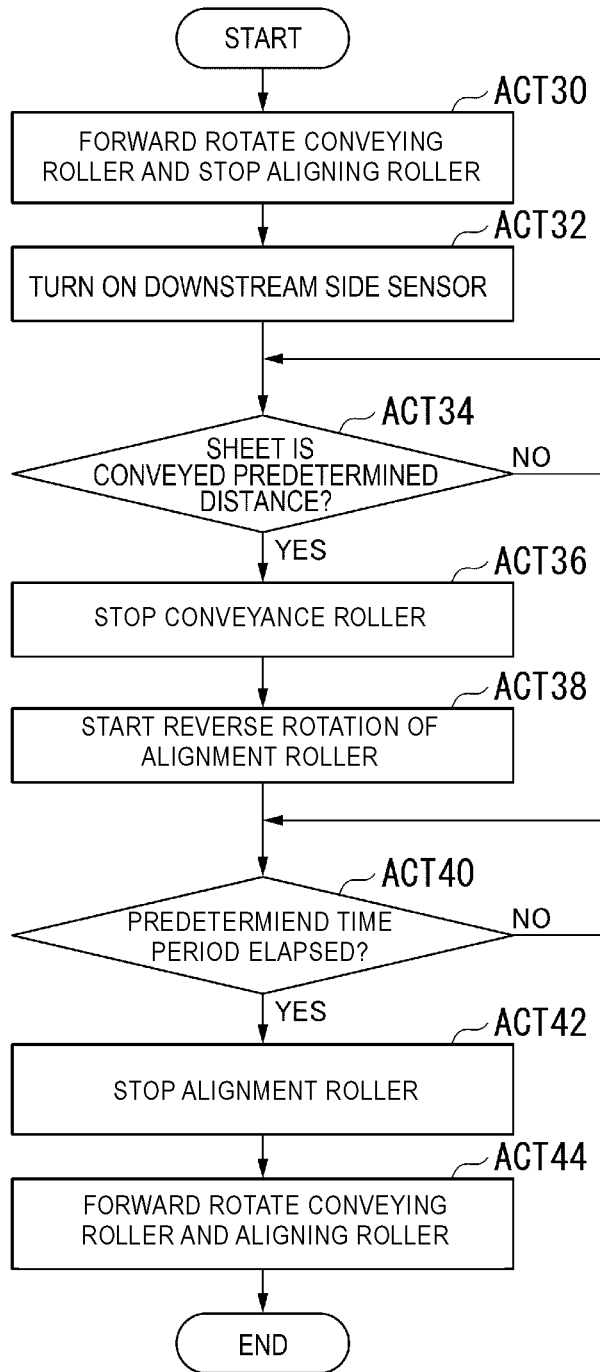 START
ACT30
FORWARD ROTATE CONVEYING
ROLLER AND STOP ALIGNING ROLLER
ACT32
TURN ON DOWNSTREAM SIDE SENSOR
ACT34
SHEET IS
CONVEYED PREDETERMINED
DISTANCE?
NO
YES
ACT36
STOP CONVEYANCE ROLLER
ACT38
START REVERSE ROTATION OF
ALIGNMENT ROLLER
ACT40
PREDETERMIEND TIME
PERIOD ELAPSED?
NO
YES
ACT42
STOP ALIGNMENT ROLLER
ACT44
FORWARD ROTATE CONVEYING
ROLLER AND ALIGNING ROLLER
END